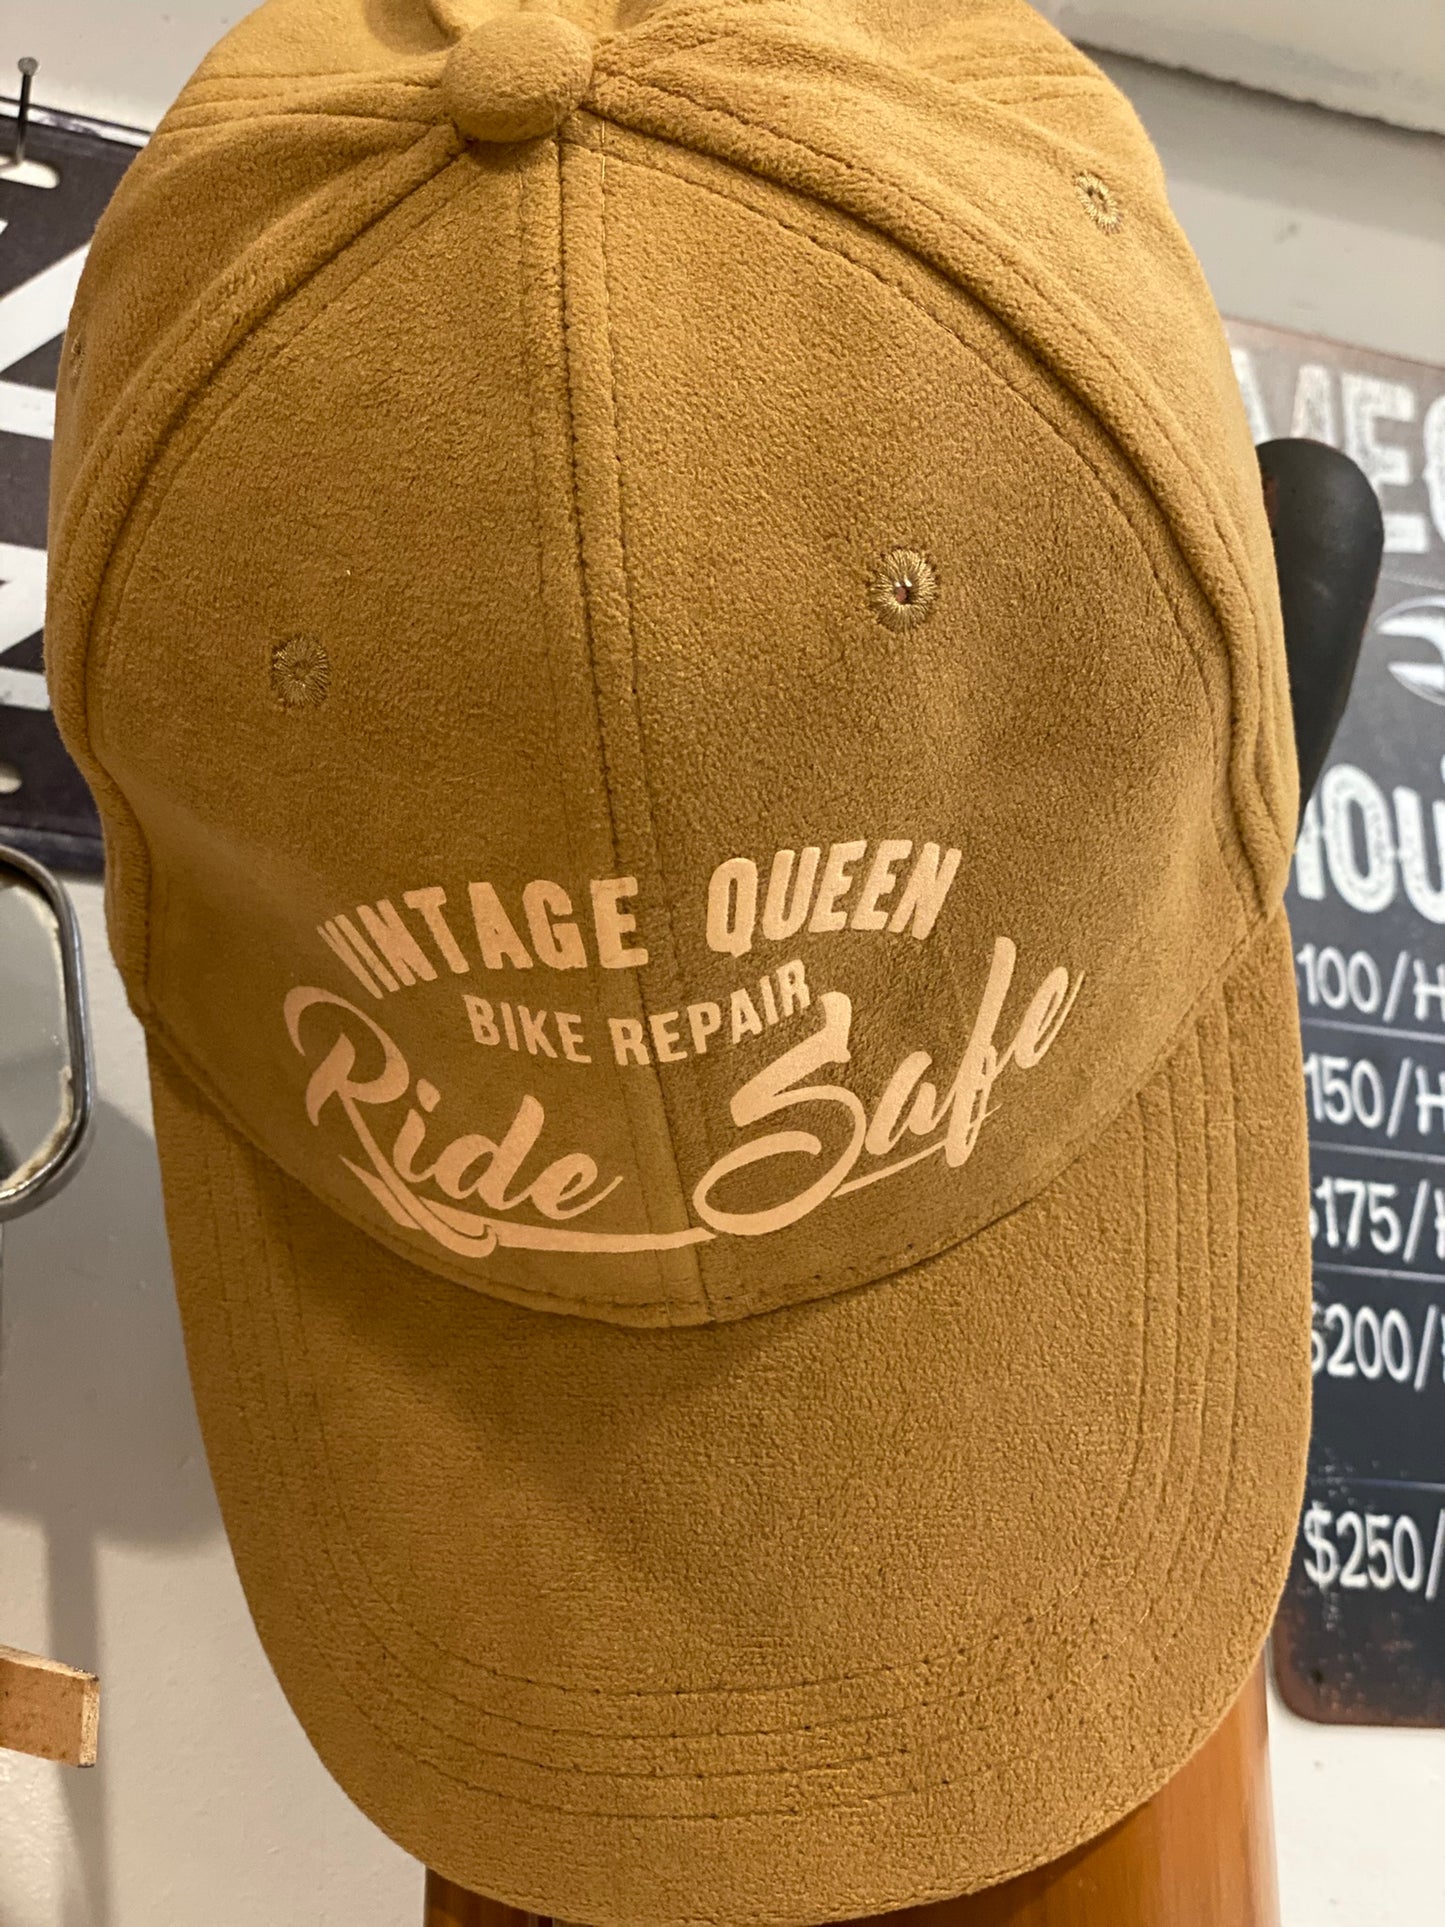 VINTAGE QUEEN
BIKE REPAIR
Ride Safe
100/H
150/H
$175/H
$200/
$250/